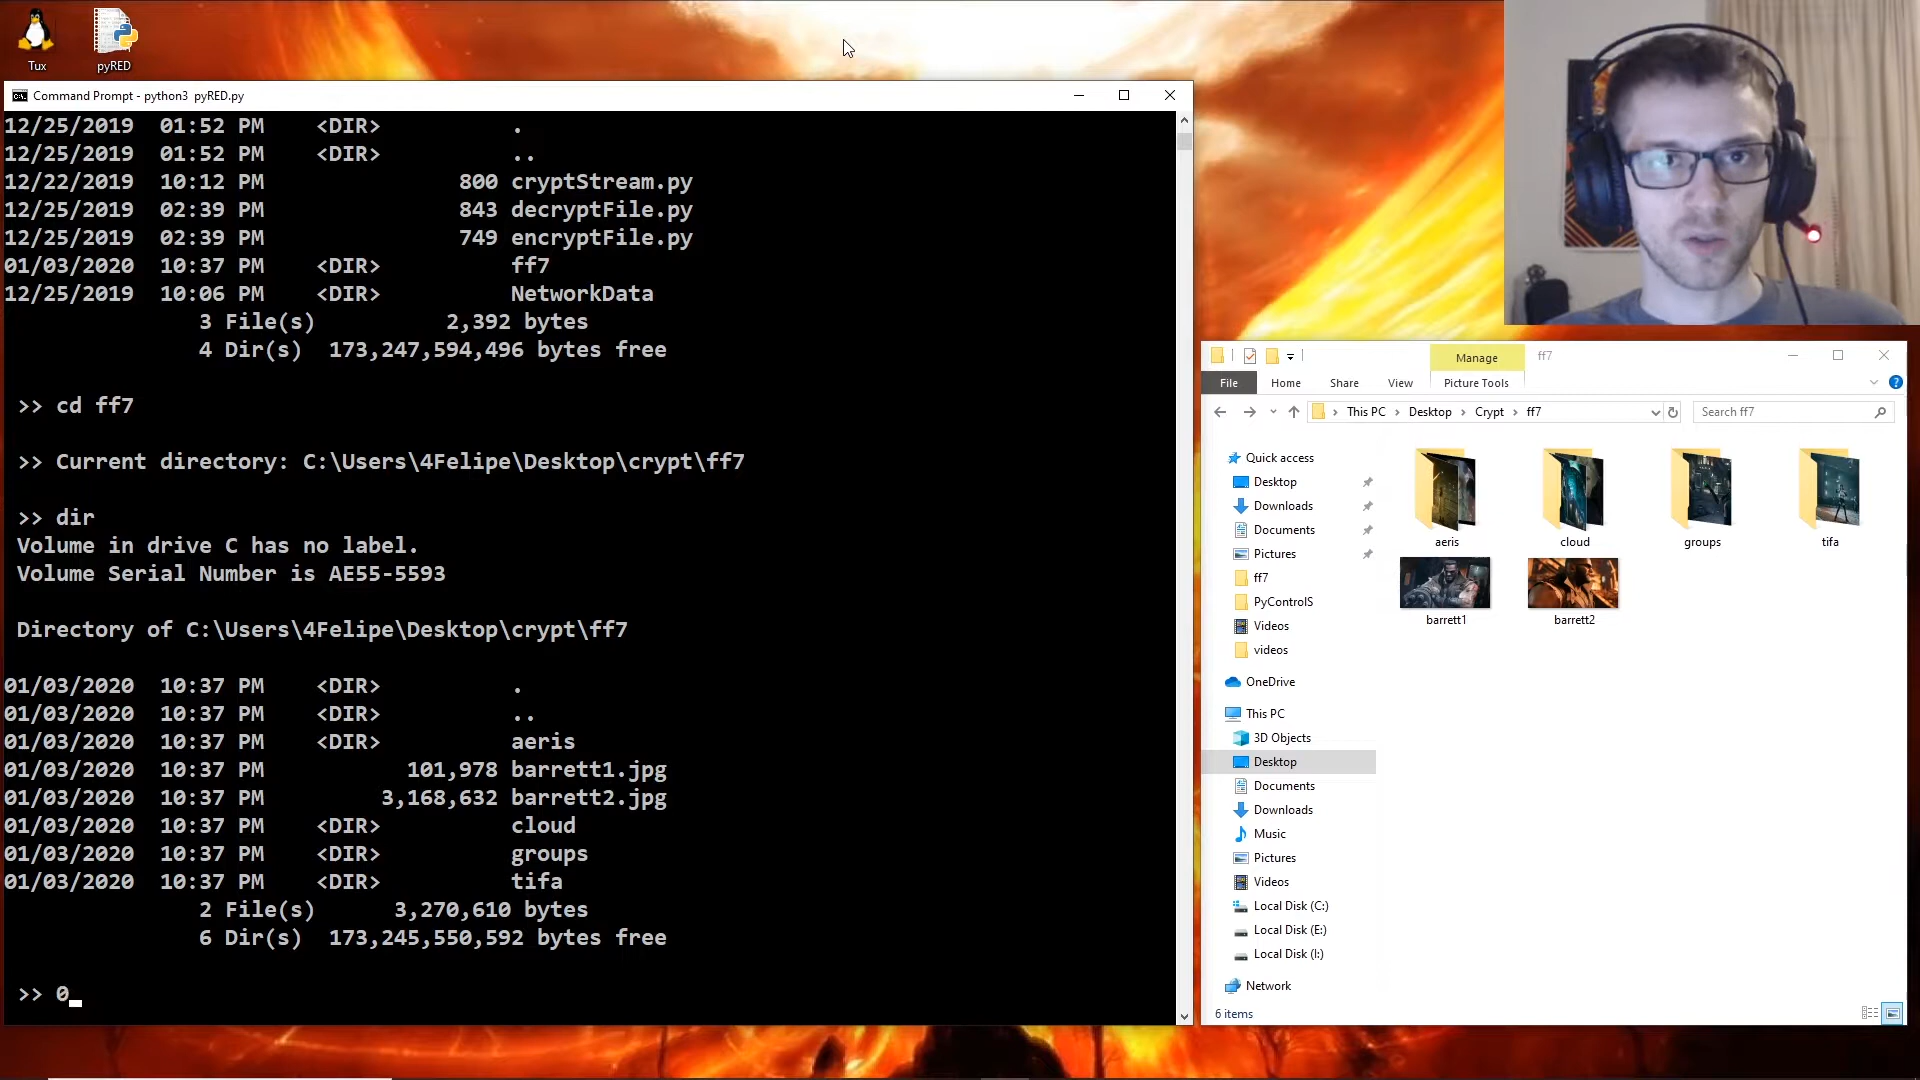 Tux
pyRED
Command Prompt - python3  pyRED.py
12/25/2019  01:52 PM    <DIR>          .
12/25/2019  01:52 PM    <DIR>          ..
12/22/2019  10:12 PM               800 cryptStream.py
12/25/2019  02:39 PM               843 decryptFile.py
12/25/2019  02:39 PM               749 encryptFile.py
01/03/2020  10:37 PM    <DIR>          ff7
12/25/2019  10:06 PM    <DIR>          NetworkData
3 File(s)          2,392 bytes
4 Dir(s)  173,247,594,496 bytes free
>> cd ff7
>> Current directory: C:\Users\4Felipe\Desktop\crypt\ff7
>> dir
Volume in drive C has no label.
Volume Serial Number is AE55-5593
Directory of C:\Users\4Felipe\Desktop\crypt\ff7
01/03/2020  10:37 PM    <DIR>          .
01/03/2020  10:37 PM    <DIR>          ..
01/03/2020  10:37 PM    <DIR>          aeris
01/03/2020  10:37 PM           101,978 barrett1.jpg
01/03/2020  10:37 PM         3,168,632 barrett2.jpg
01/03/2020  10:37 PM    <DIR>          cloud
01/03/2020  10:37 PM    <DIR>          groups
01/03/2020  10:37 PM    <DIR>          tifa
2 File(s)      3,270,610 bytes
6 Dir(s)  173,245,550,592 bytes free
>> 0
Manage
ff7
File
Home
Share
View
Picture Tools
This PC > Desktop > Crypt > ff7
Search ff7
Quick access
Desktop
Downloads
Documents
Pictures
ff7
PyControlS
Videos
videos
OneDrive
This PC
3D Objects
Desktop
Documents
Downloads
Music
Pictures
Videos
Local Disk (C:)
Local Disk (E:)
Local Disk (I:)
Network
aeris
cloud
groups
tifa
barrett1
barrett2
6 items